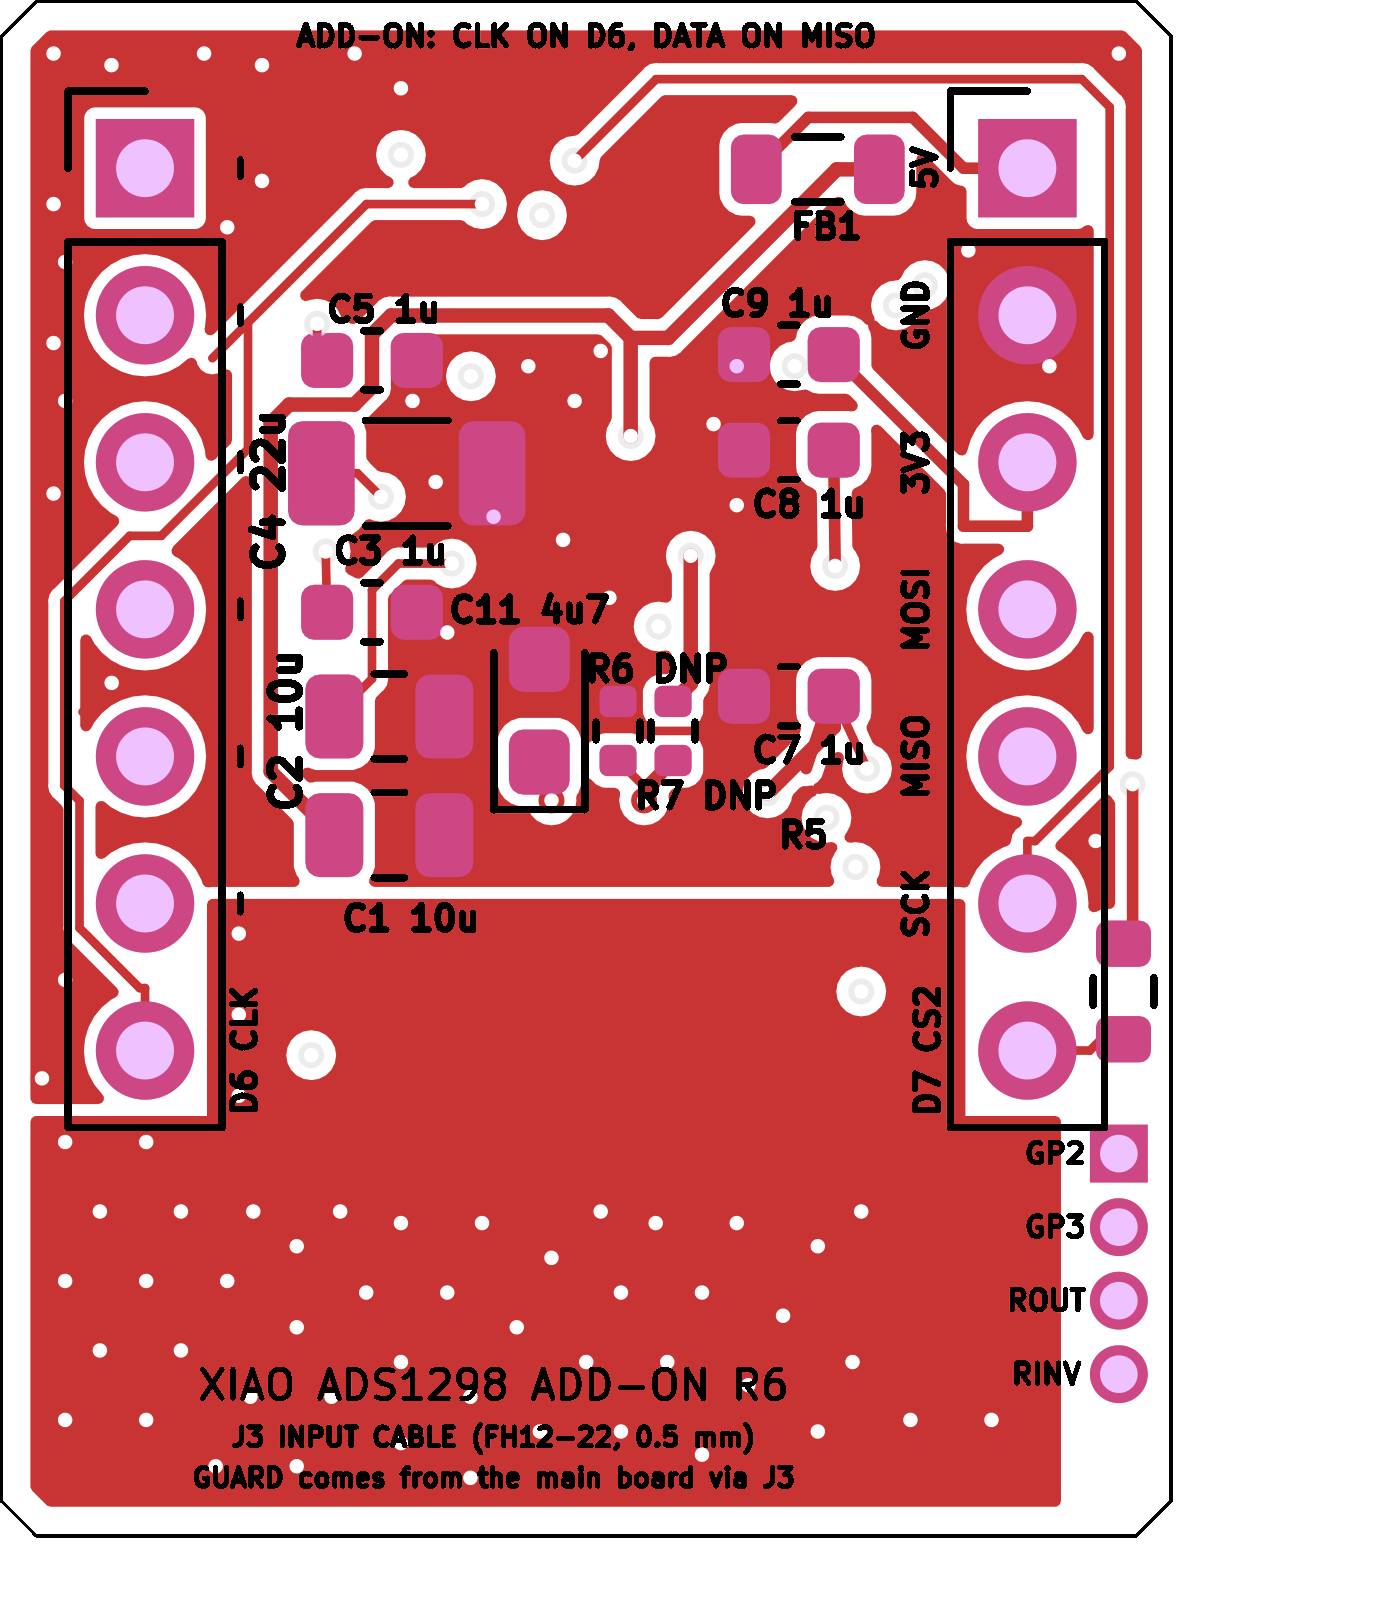 ADD-ON: CLK ON D6, DATA ON MISO
5V
FB1
C5 1u
C9 1u
GND
C4 22u
3V3
C8 1u
C3 1u
MOSI
C11 4u7
R6 DNP
C2 10u
C7 1u
MISO
R7 DNP
R5
C1 10u
SCK
D6 CLK
D7 CS2
GP2
GP3
ROUT
RINV
XIAO ADS1298 ADD-ON R6
J3 INPUT CABLE (FH12-22, 0.5 mm)
GUARD comes from the main board via J3